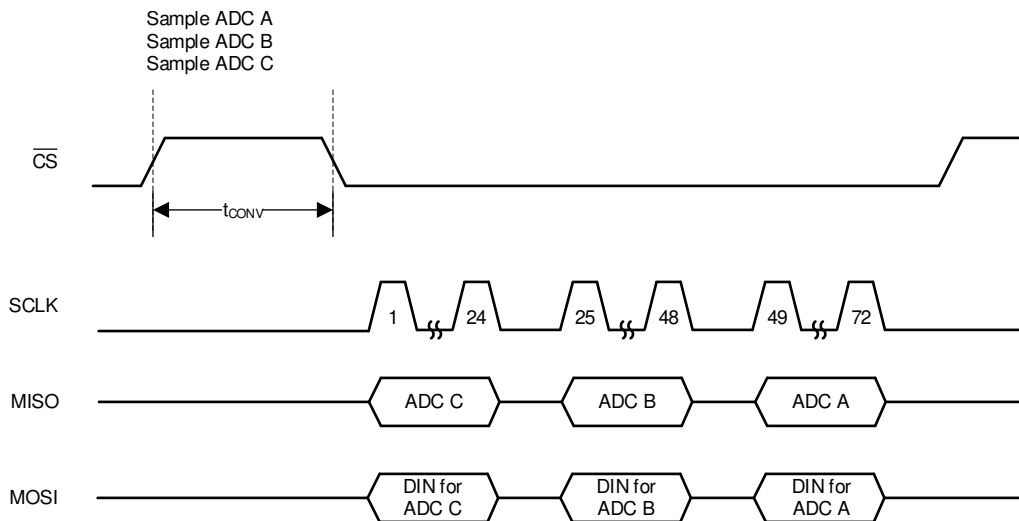 Sample ADC A
Sample ADC B
Sample ADC C
CS
tCONV
SCLK
1 24 25 48 49 72
MISO
ADC C ADC B ADC A
MOSI
DIN for ADC C
DIN for ADC B
DIN for ADC A